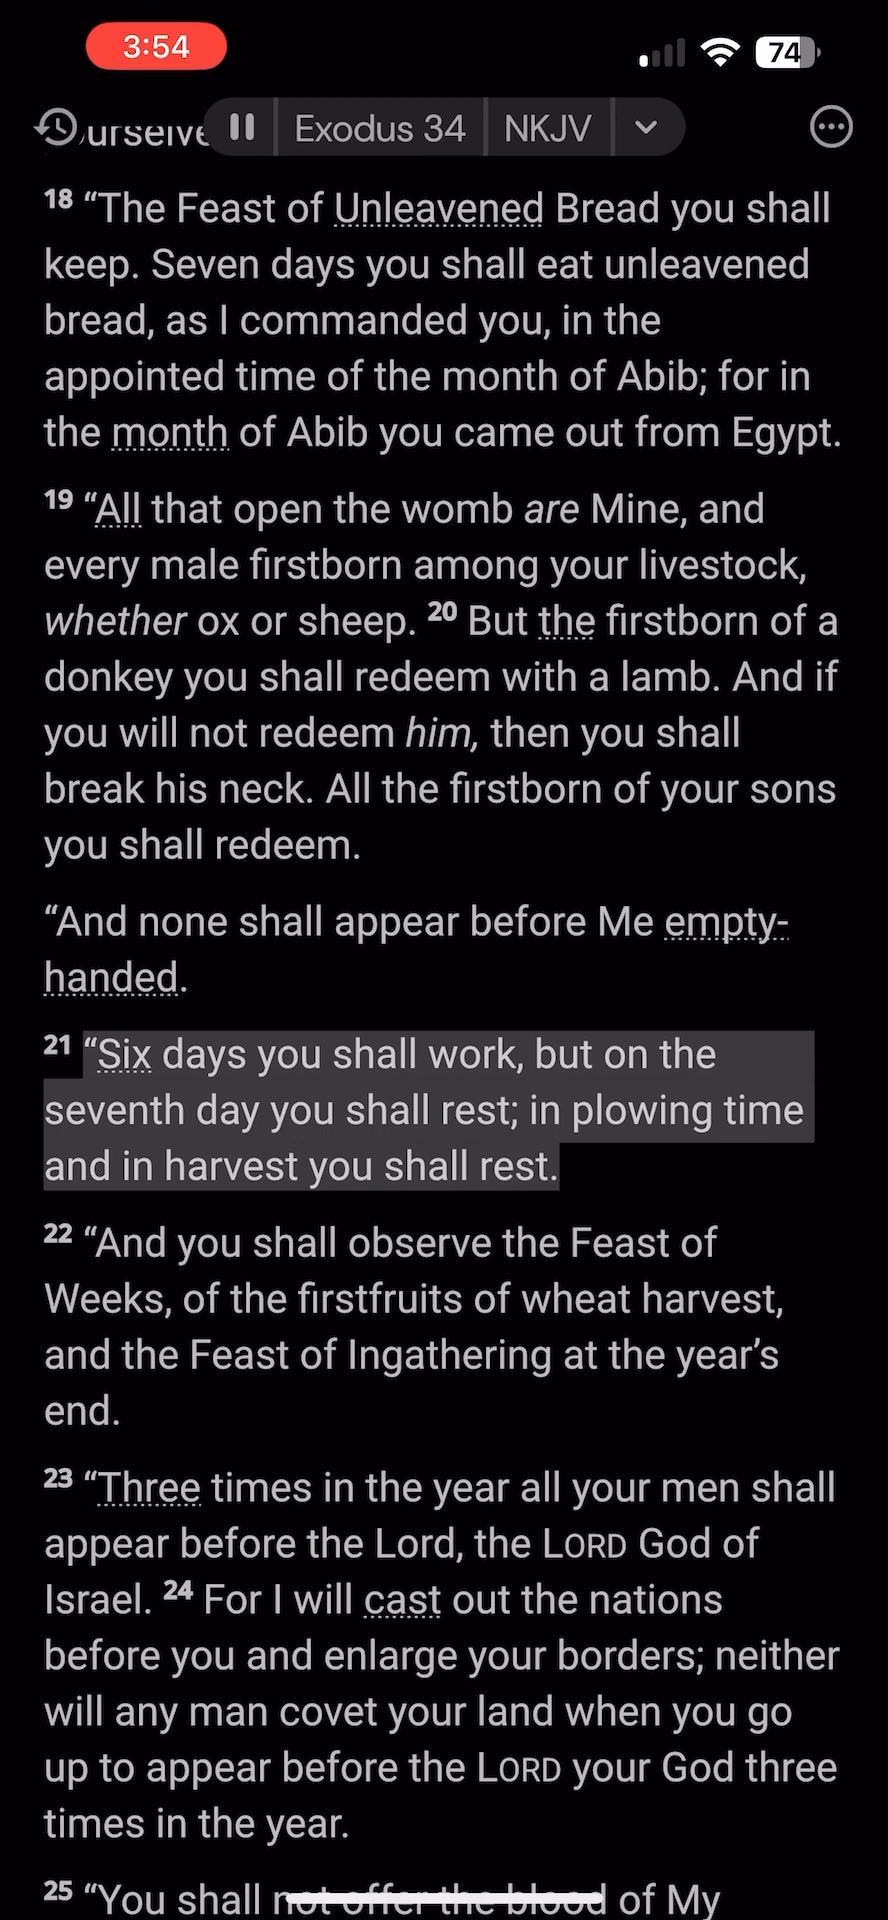 3:54
74
urselve
Exodus 34
NKJV
18 “The Feast of Unleavened Bread you shall
keep. Seven days you shall eat unleavened
bread, as I commanded you, in the
appointed time of the month of Abib; for in
the month of Abib you came out from Egypt.
19 “All that open the womb are Mine, and
every male firstborn among your livestock,
whether ox or sheep. 20 But the firstborn of a
donkey you shall redeem with a lamb. And if
you will not redeem him, then you shall
break his neck. All the firstborn of your sons
you shall redeem.
“And none shall appear before Me empty-
handed.
21 “Six days you shall work, but on the
seventh day you shall rest; in plowing time
and in harvest you shall rest.
22 “And you shall observe the Feast of
Weeks, of the firstfruits of wheat harvest,
and the Feast of Ingathering at the year’s
end.
23 “Three times in the year all your men shall
appear before the Lord, the LORD God of
Israel. 24 For I will cast out the nations
before you and enlarge your borders; neither
will any man covet your land when you go
up to appear before the LORD your God three
times in the year.
25 “You shall not offer the blood of My